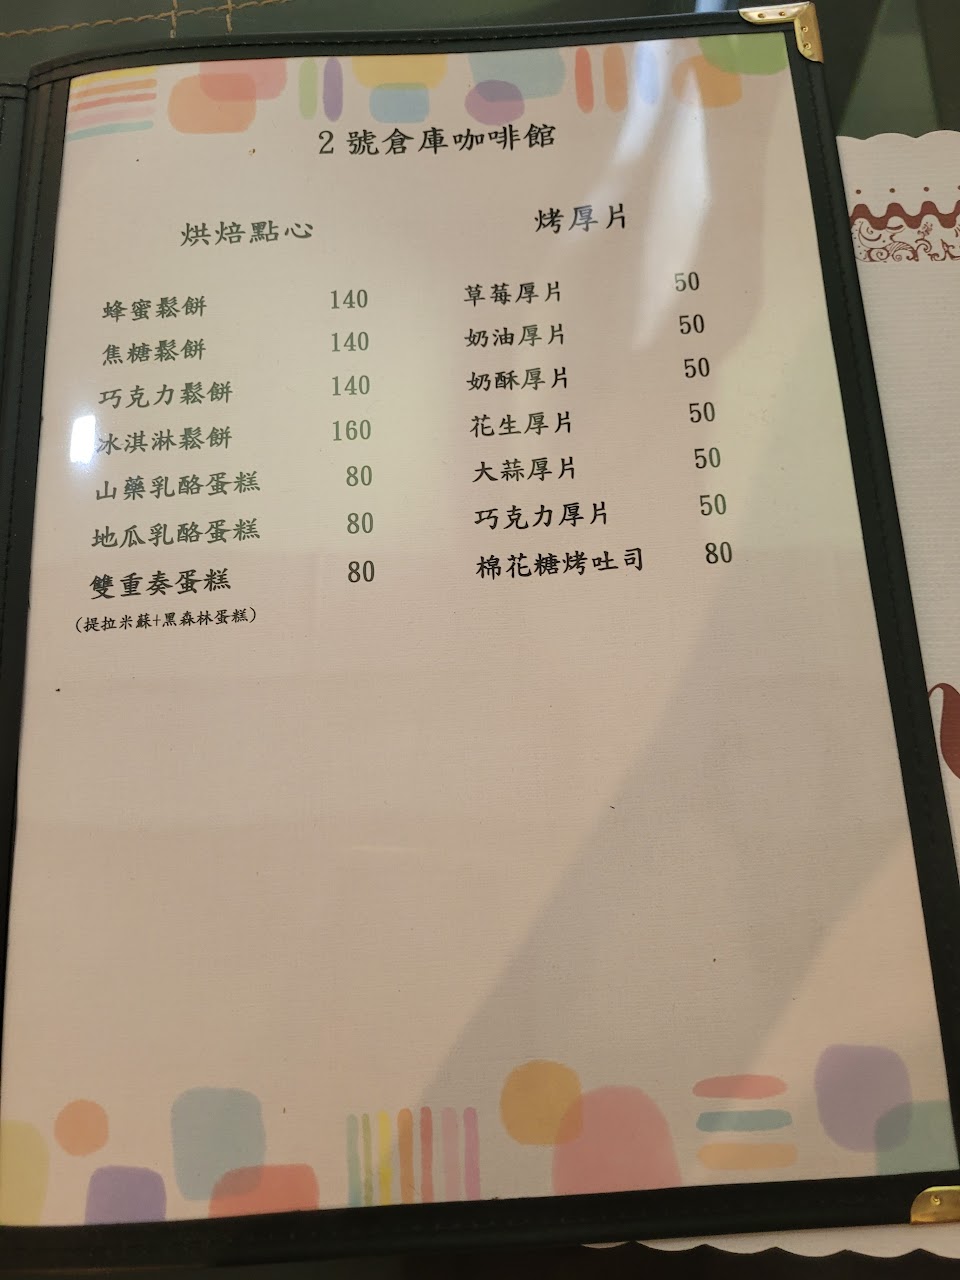 2 號倉庫咖啡館
烘焙點心
蜂蜜鬆餅 140
焦糖鬆餅 140
巧克力鬆餅 140
冰淇淋鬆餅 160
山藥乳酪蛋糕 80
地瓜乳酪蛋糕 80
雙重奏蛋糕 80
(提拉米蘇+黑森林蛋糕)
烤厚片
草莓厚片 50
奶油厚片 50
奶酥厚片 50
花生厚片 50
大蒜厚片 50
巧克力厚片 50
棉花糖烤吐司 80